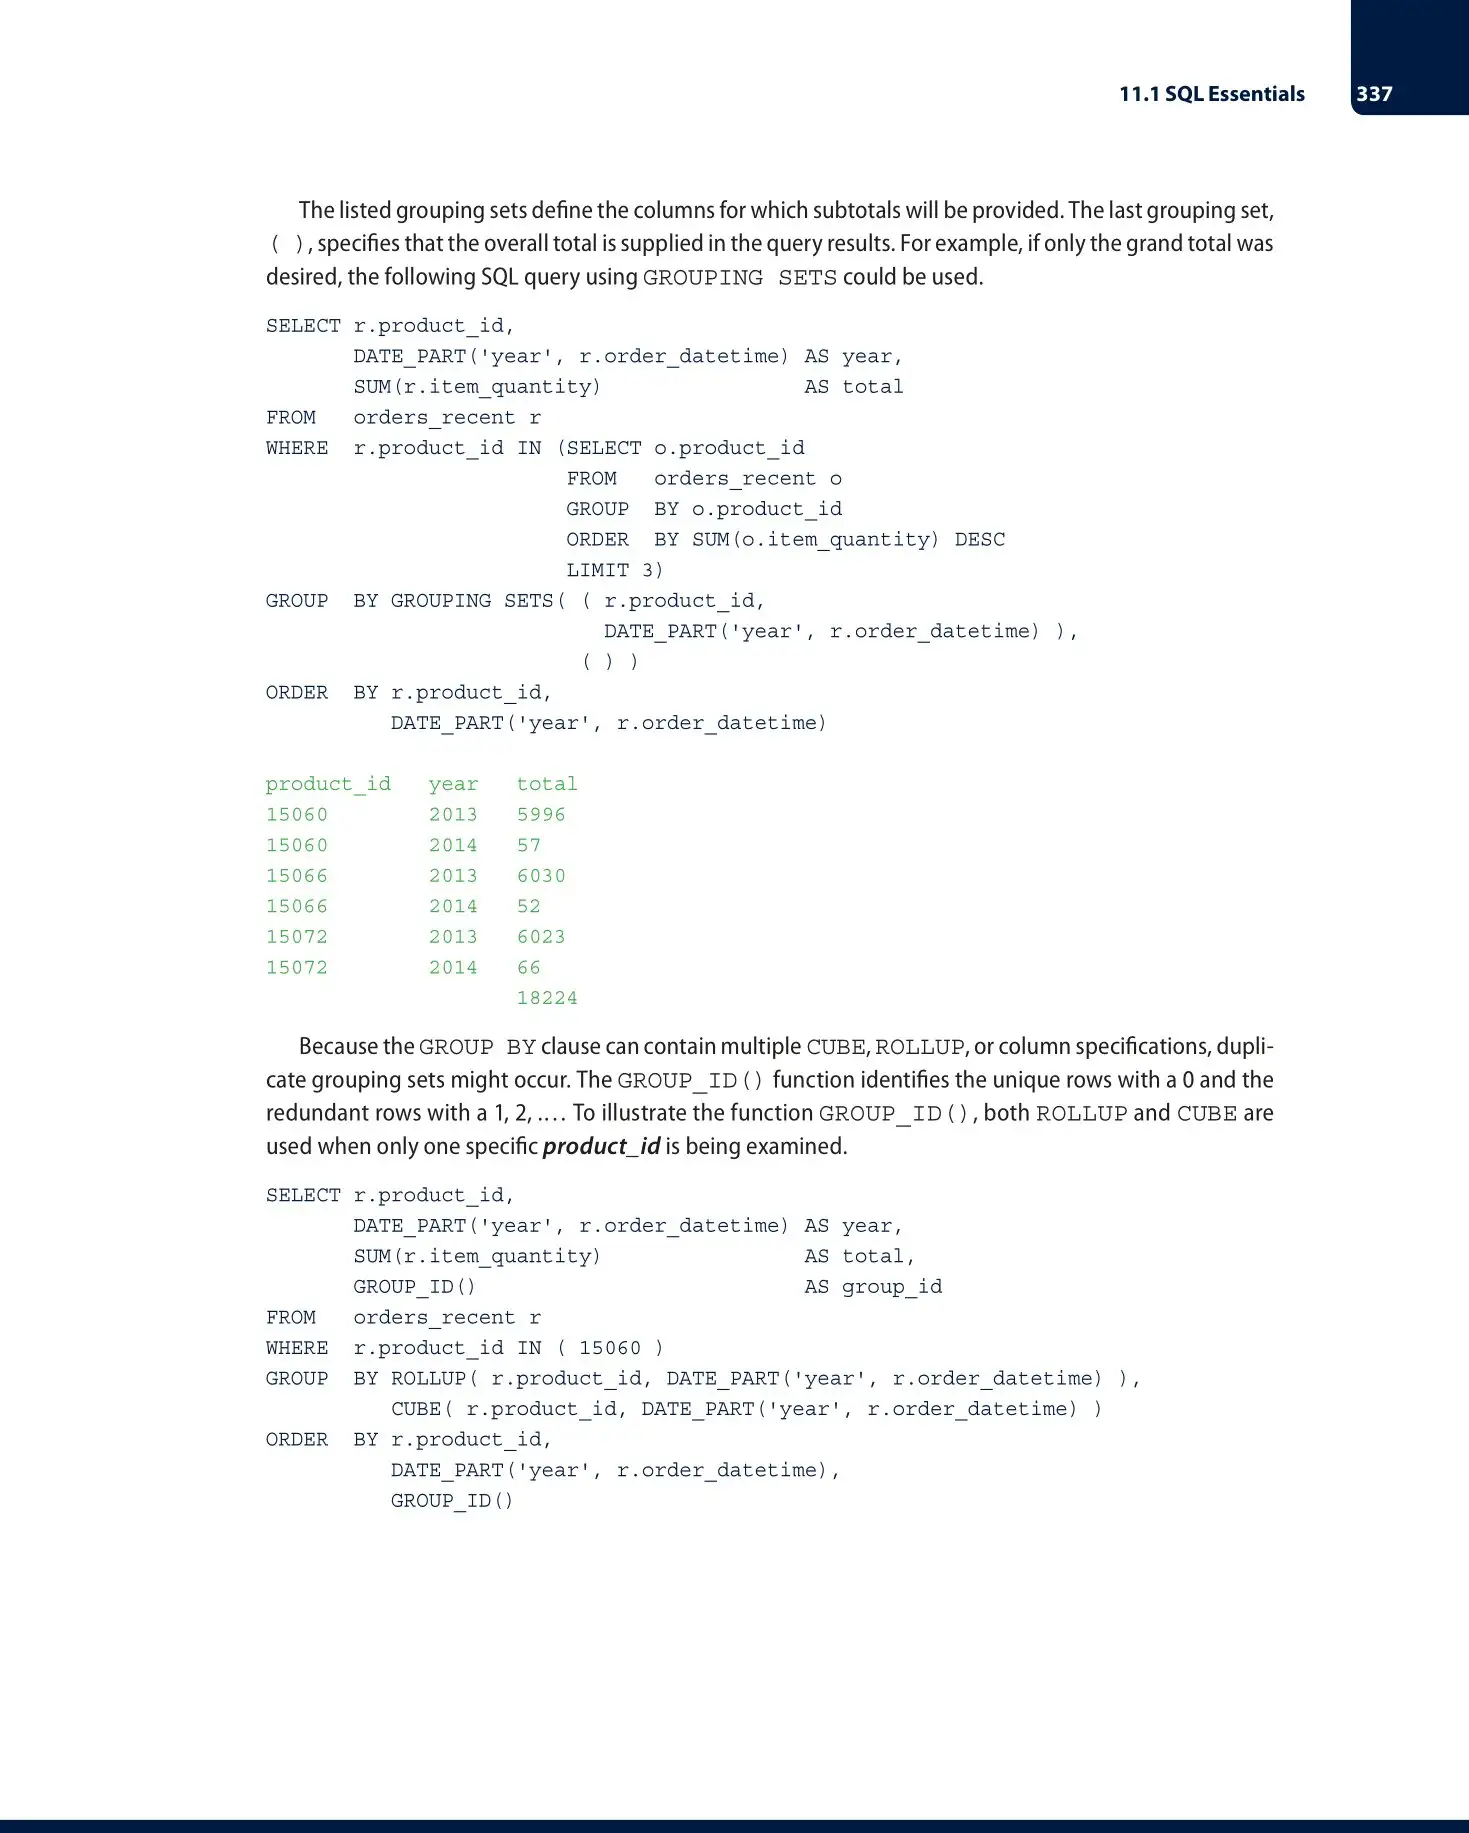 11.1 SQL Essentials 337
The listed grouping sets define the columns for which subtotals will be provided. The last grouping set,
( ), specifies that the overall total is supplied in the query results. For example, if only the grand total was
desired, the following SQL query using GROUPING SETS could be used.
SELECT r.product_id,
       DATE_PART('year', r.order_datetime) AS year,
       SUM(r.item_quantity)                AS total
FROM   orders_recent r
WHERE  r.product_id IN (SELECT o.product_id
                        FROM   orders_recent o
                        GROUP  BY o.product_id
                        ORDER  BY SUM(o.item_quantity) DESC
                        LIMIT 3)
GROUP  BY GROUPING SETS( ( r.product_id,
                           DATE_PART('year', r.order_datetime) ),
                         ( ) )
ORDER  BY r.product_id,
          DATE_PART('year', r.order_datetime)
product_id   year   total
15060        2013   5996
15060        2014   57
15066        2013   6030
15066        2014   52
15072        2013   6023
15072        2014   66
                    18224
Because the GROUP BY clause can contain multiple CUBE, ROLLUP, or column specifications, dupli-
cate grouping sets might occur. The GROUP_ID() function identifies the unique rows with a 0 and the
redundant rows with a 1, 2, .... To illustrate the function GROUP_ID(), both ROLLUP and CUBE are
used when only one specific product_id is being examined.
SELECT r.product_id,
       DATE_PART('year', r.order_datetime) AS year,
       SUM(r.item_quantity)                AS total,
       GROUP_ID()                          AS group_id
FROM   orders_recent r
WHERE  r.product_id IN ( 15060 )
GROUP  BY ROLLUP( r.product_id, DATE_PART('year', r.order_datetime) ),
          CUBE( r.product_id, DATE_PART('year', r.order_datetime) )
ORDER  BY r.product_id,
          DATE_PART('year', r.order_datetime),
          GROUP_ID()